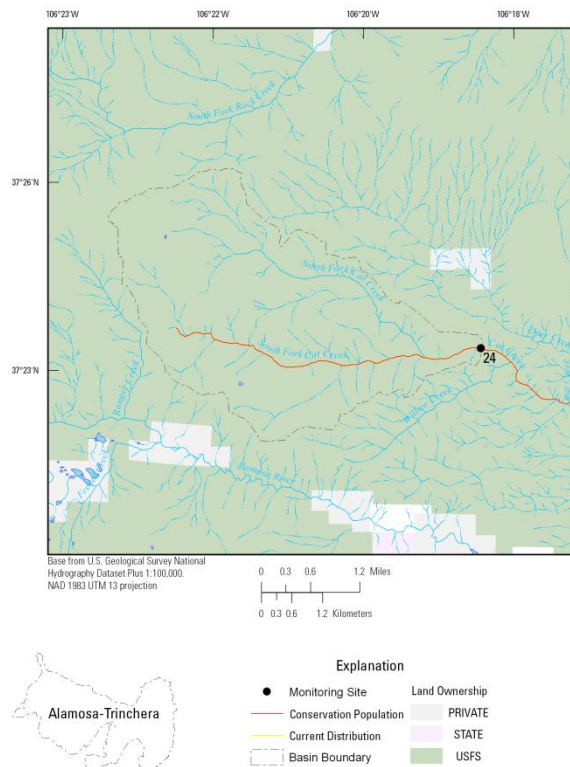 106°23'W 106°22'W 106°20'W 106°18'W
South Fork Rock Creek
37°26'N
North Fork Cat Creek
South Fork Cat Creek
Cat Creek
24
37°23'N
Ranger Creek
Alamosa River
Base from U.S. Geological Survey National
Hydrography Dataset Plus 1:100,000.
NAD 1983 UTM 13 projection
0 0.3 0.6 1.2 Miles
0 0.3 0.6 1.2 Kilometers
Explanation
Alamosa-Trinchera
Monitoring Site
Conservation Population
Current Distribution
Basin Boundary
Land Ownership
PRIVATE
STATE
USFS